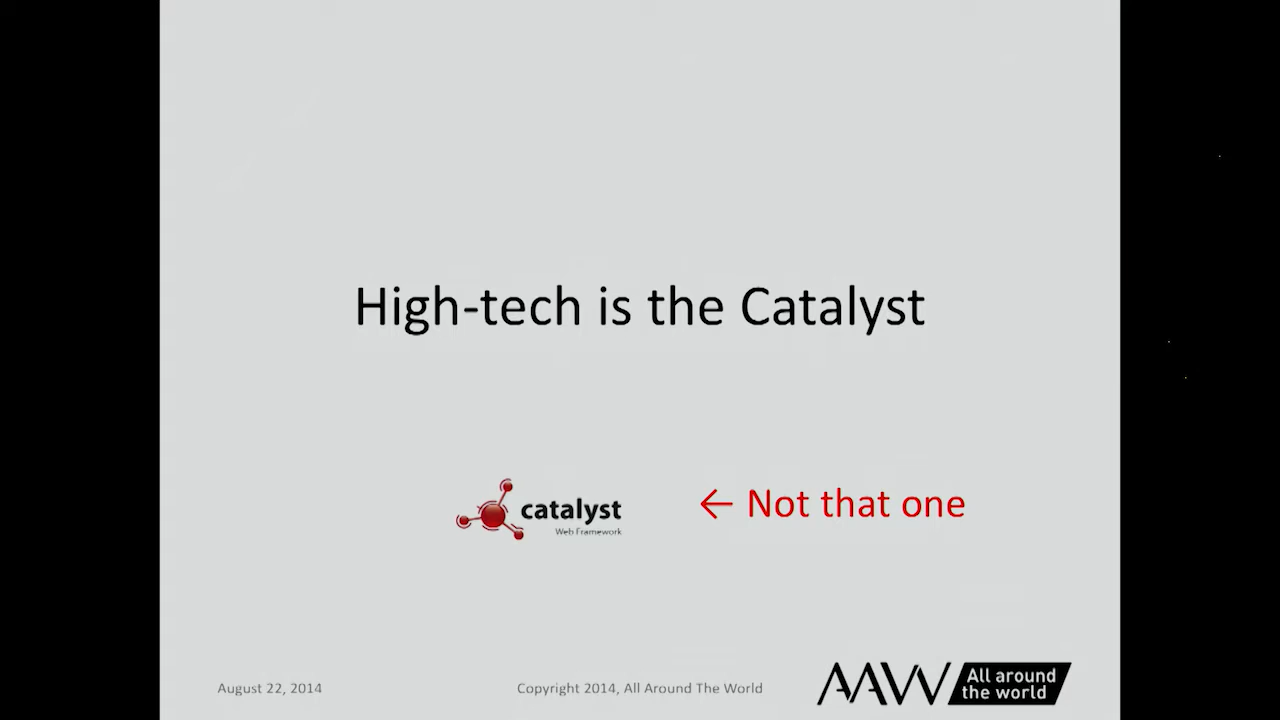 High-tech is the Catalyst
catalyst
Web Framework
← Not that one
August 22, 2014
Copyright 2014, All Around The World
AAW
All around
the world